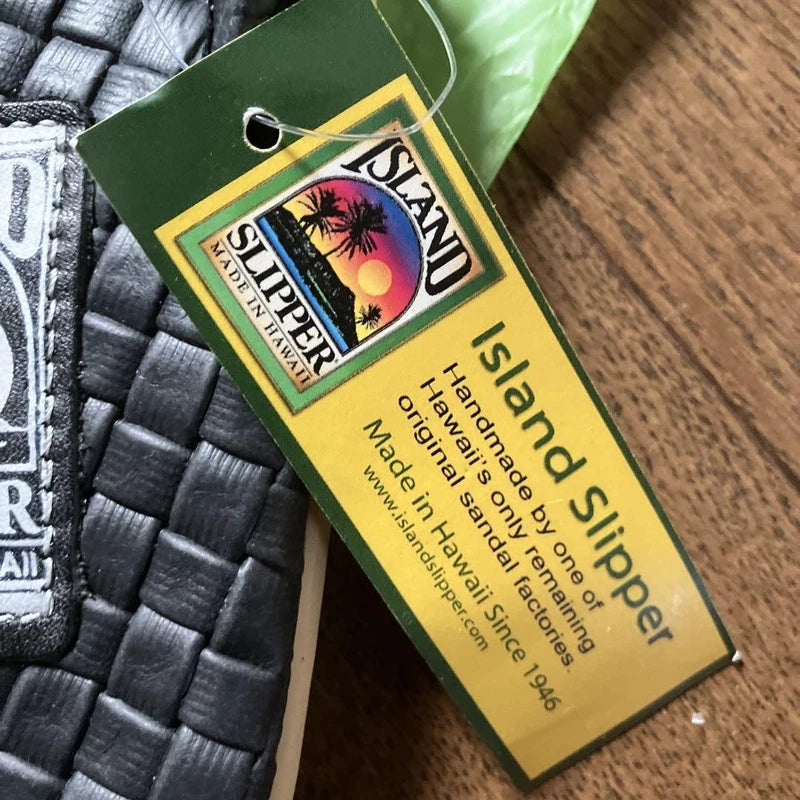 ISLAND
SLIPPER
MADE IN HAWAII
Island Slipper
Handmade by one of
Hawaii's only remaining
original sandal factories.
Made in Hawaii Since 1946
www.islandslipper.com
D
R
AII